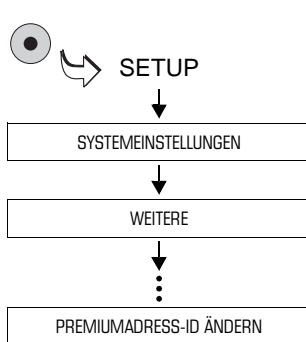 SETUP
SYSTEMEINSTELLUNGEN
WEITERE
PREMIUMADRESS-ID ÄNDERN